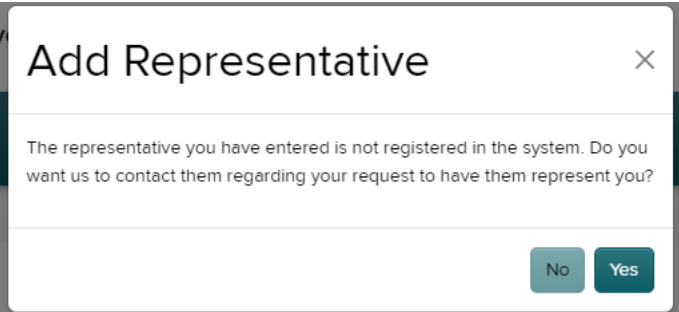 Add Representative
The representative you have entered is not registered in the system. Do you
want us to contact them regarding your request to have them represent you?
No
Yes